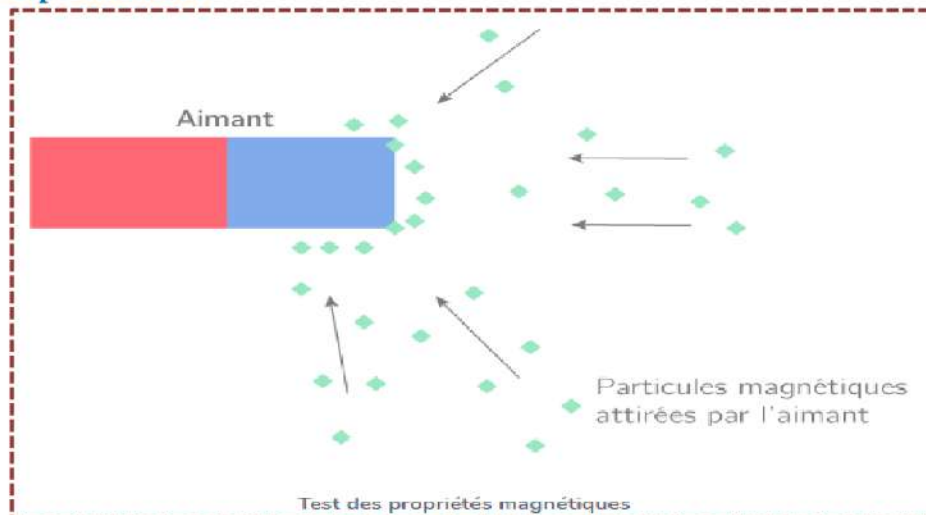 Aimant
Particules magnétiques
attirées par l'aimant
Test des propriétés magnétiques